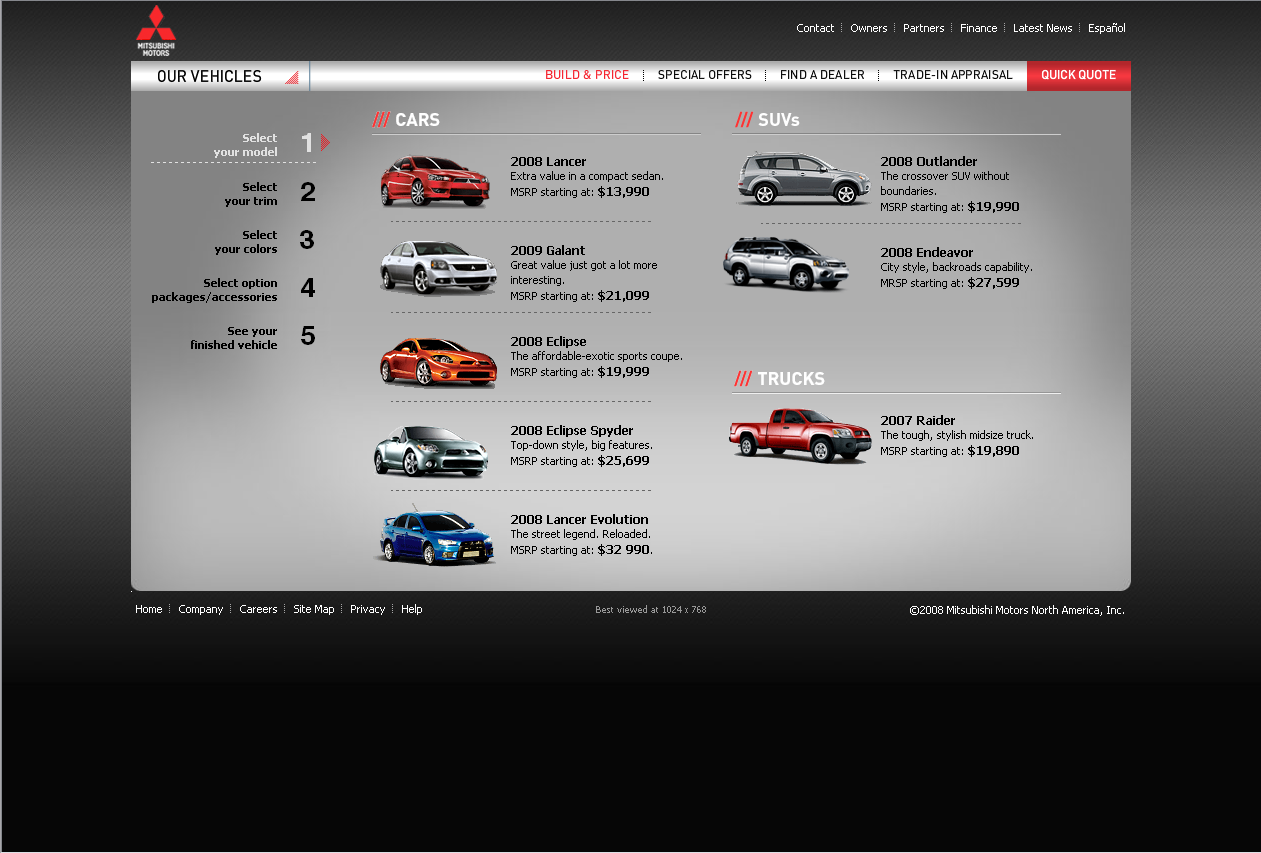 MITSUBISHI
MOTORS
Contact
Owners
Partners
Finance
Latest News
Español
OUR VEHICLES
BUILD & PRICE
SPECIAL OFFERS
FIND A DEALER
TRADE-IN APPRAISAL
QUICK QUOTE
Select
your model
1
Select
your trim
2
Select
your colors
3
Select option
packages/accessories
4
See your
finished vehicle
5
/// CARS
2008 Lancer
Extra value in a compact sedan.
MSRP starting at: $13,990
2009 Galant
Great value just got a lot more
interesting.
MSRP starting at: $21,099
2008 Eclipse
The affordable-exotic sports coupe.
MSRP starting at: $19,999
2008 Eclipse Spyder
Top-down style, big features.
MSRP starting at: $25,699
2008 Lancer Evolution
The street legend. Reloaded.
MSRP starting at: $32 990.
/// SUVs
2008 Outlander
The crossover SUV without
boundaries.
MSRP starting at: $19,990
2008 Endeavor
City style, backroads capability.
MRSP starting at: $27,599
/// TRUCKS
2007 Raider
The tough, stylish midsize truck.
MSRP starting at: $19,890
Home
Company
Careers
Site Map
Privacy
Help
Best viewed at 1024 x 768
©2008 Mitsubishi Motors North America, Inc.